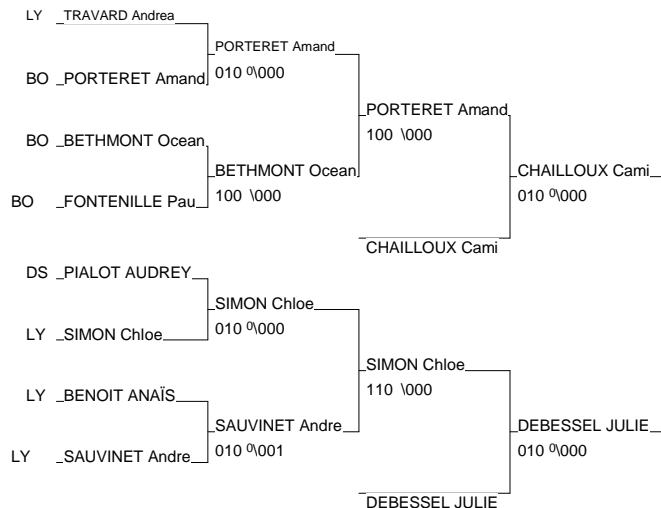 LY TRAVARD Andrea
PORTERET Amand
010 ⁰\000
BO PORTERET Amand
PORTERET Amand
100 \000
BO BETHMONT Ocean
BETHMONT Ocean
100 \000
CHAILLOUX Cami
010 ⁰\000
BO FONTENILLE Pau
CHAILLOUX Cami
DS PIALOT AUDREY
SIMON Chloe
010 ⁰\000
LY SIMON Chloe
SIMON Chloe
110 \000
LY BENOIT ANAÏS
SAUVINET Andre
010 ⁰\001
DEBESSEL JULIE
010 ⁰\000
LY SAUVINET Andre
DEBESSEL JULIE